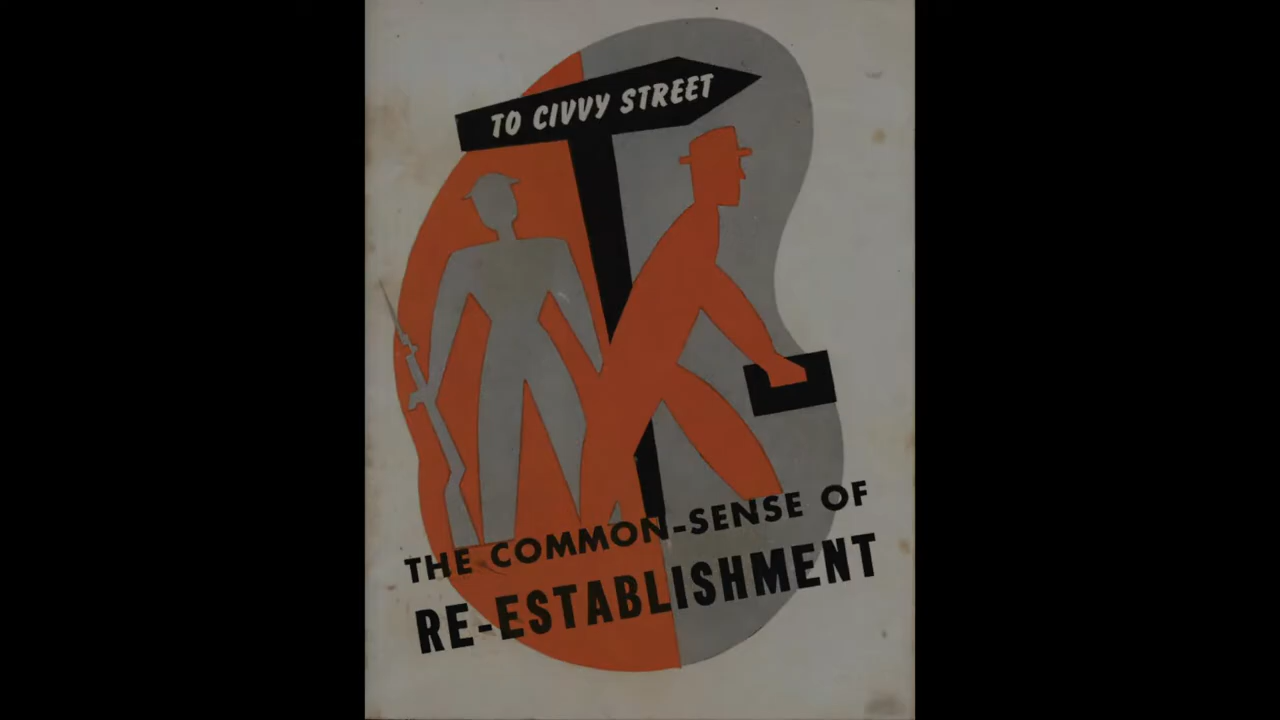 TO CIVVY STREET
THE COMMON-SENSE OF
RE-ESTABLISHMENT